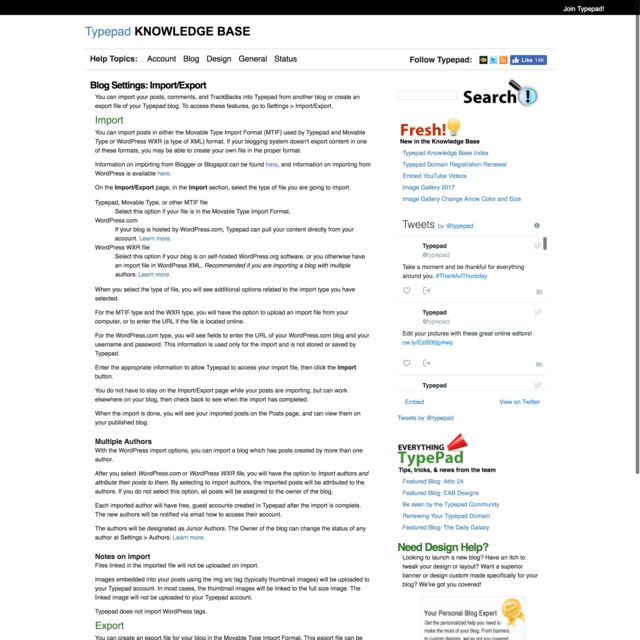 Join Typepad!
Typepad KNOWLEDGE BASE
Help Topics: Account Blog Design General Status
Follow Typepad:
Like 14K
Blog Settings: Import/Export
You can import your posts, comments, and TrackBacks into Typepad from another blog or create an
export file of your Typepad blog. To access these features, go to Settings > Import/Export.
Import
You can import posts in either the Movable Type Import Format (MTIF) used by Typepad and Movable
Type or WordPress WXR (a type of XML) format. If your blogging system doesn't export content in one
of these formats, you may be able to create your own file in the proper format.
Information on importing from Blogger or Blogspot can be found here, and information on importing from
WordPress is available here.
On the Import/Export page, in the Import section, select the type of file you are going to import.
Typepad, Movable Type, or other MTIF file
Select this option if your file is in the Movable Type Import Format.
WordPress.com
If your blog is hosted by WordPress.com, Typepad can pull your content directly from your
account. Learn more.
WordPress WXR file
Select this option if your blog is on self-hosted WordPress.org software, or you otherwise have
an import file in WordPress XML. Recommended if you are importing a blog with multiple
authors. Learn more.
When you select the type of file, you will see additional options related to the import type you have
selected.
For the MTIF type and the WXR type, you will have the option to upload an import file from your
computer, or to enter the URL if the file is located online.
For the WordPress.com type, you will see fields to enter the URL of your WordPress.com blog and your
username and password. This information is used only for the import and is not stored or saved by
Typepad.
Enter the appropriate information to allow Typepad to access your import file, then click the Import
button.
You do not have to stay on the Import/Export page while your posts are importing, but can work
elsewhere on your blog, then check back to see when the import has completed.
When the import is done, you will see your imported posts on the Posts page, and can view them on
your published blog.
Multiple Authors
With the WordPress import options, you can import a blog which has posts created by more than one
author.
After you select WordPress.com or WordPress WXR file, you will have the option to Import authors and
attribute their posts to them. By selecting to import authors, the imported posts will be attributed to the
authors. If you do not select this option, all posts will be assigned to the owner of the blog.
Each imported author will have free, guest accounts created in Typepad after the import is complete.
The new authors will be notified via email how to access their account.
The authors will be designated as Junior Authors. The Owner of the blog can change the status of any
author at Settings > Authors. Learn more.
Notes on import
Files linked in the imported file will not be uploaded on import.
Images embedded into your posts using the img src tag (typically thumbnail images) will be uploaded to
your Typepad account. In most cases, the thumbnail images will be linked to the full size image. The
linked image will not be uploaded to your Typepad account.
Typepad does not import WordPress tags.
Export
You can create an export file for your blog in the Movable Type Import Format. This export file can be
Search
Fresh!
New in the Knowledge Base
Typepad Knowledge Base Index
Typepad Domain Registration Renewal
Embed YouTube Videos
Image Gallery 2017
Image Gallery Change Arrow Color and Size
Tweets by @typepad
Typepad
@typepad
Take a moment and be thankful for everything
around you. #ThankfulThursday
3h
Typepad
@typepad
Edit your pictures with these great online editors!
ow.ly/EztB30jp4wq
9h
Typepad
Embed View on Twitter
Tweets by @typepad
EVERYTHING
TypePad
Tips, tricks, & news from the team
Featured Blog: Attic 24
Featured Blog: EAB Designs
Be seen by the Typepad Community
Renewing Your Typepad Domain
Featured Blog: The Daily Galaxy
Need Design Help?
Looking to launch a new blog? Have an itch to
tweak your design or layout? Want a superior
banner or design custom made specifically for your
blog? We've got you covered!
Your Personal Blog Expert
Get the personalized help you need to
make the most of your blog. From banners
to custom designs, we've got you covered.